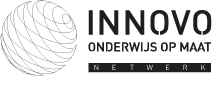 INNOVO
ONDERWIJS OP MAAT
NETWERK